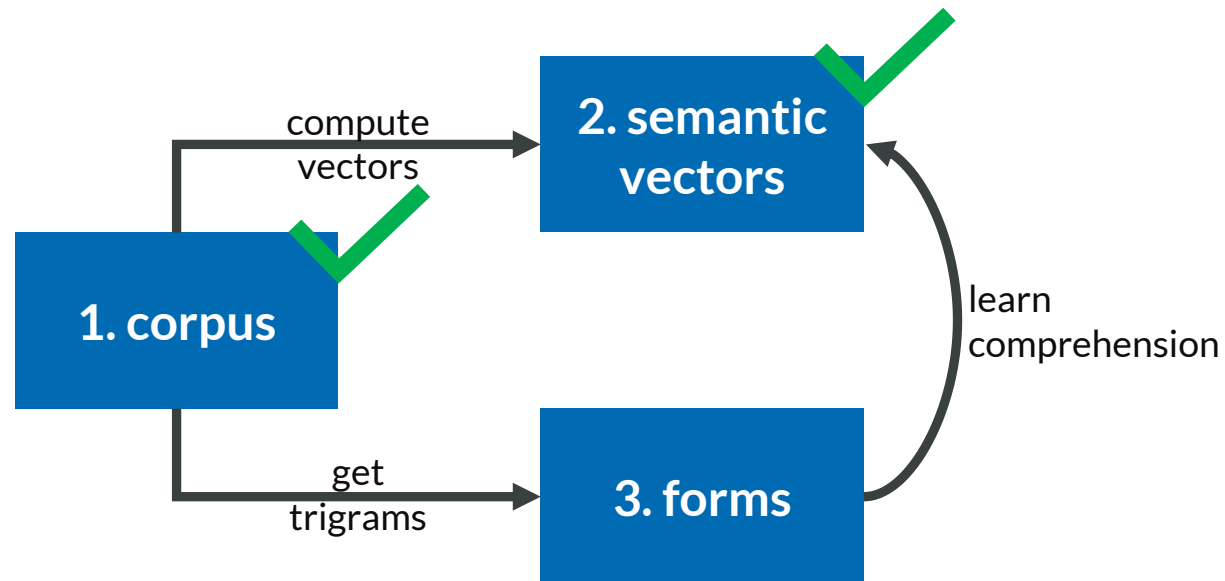 compute
vectors
2. semantic
vectors
1. corpus
learn
comprehension
get
trigrams
3. forms